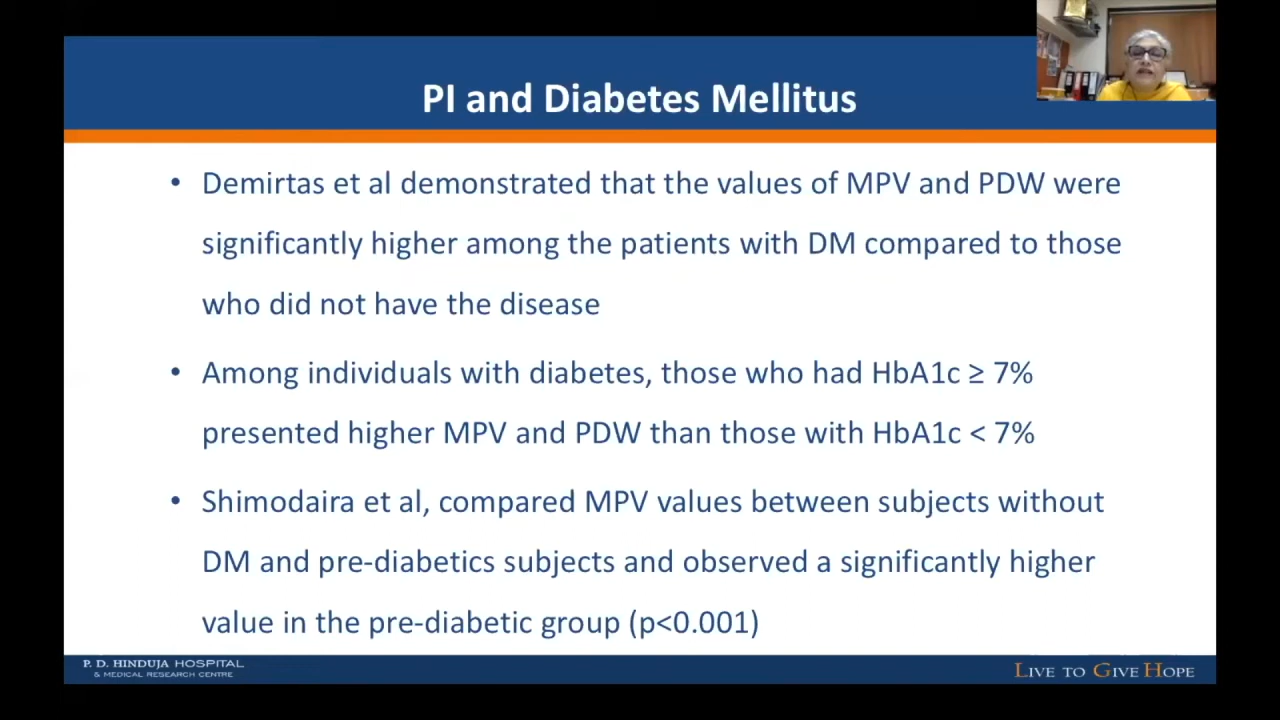 PI and Diabetes Mellitus
• Demirtas et al demonstrated that the values of MPV and PDW were
significantly higher among the patients with DM compared to those
who did not have the disease
• Among individuals with diabetes, those who had HbA1c ≥ 7%
presented higher MPV and PDW than those with HbA1c < 7%
• Shimodaira et al, compared MPV values between subjects without
DM and pre-diabetics subjects and observed a significantly higher
value in the pre-diabetic group (p<0.001)
P. D. HINDUJA HOSPITAL
& MEDICAL RESEARCH CENTRE
LIVE TO GIVE HOPE